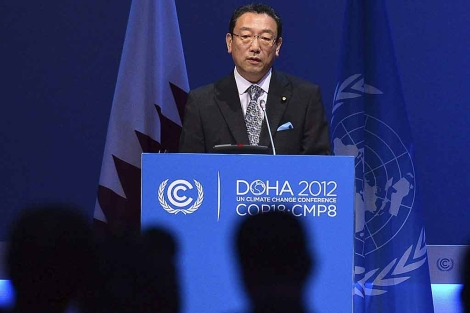 DOHA 2012
UN CLIMATE CHANGE CONFERENCE
COP18·CMP8